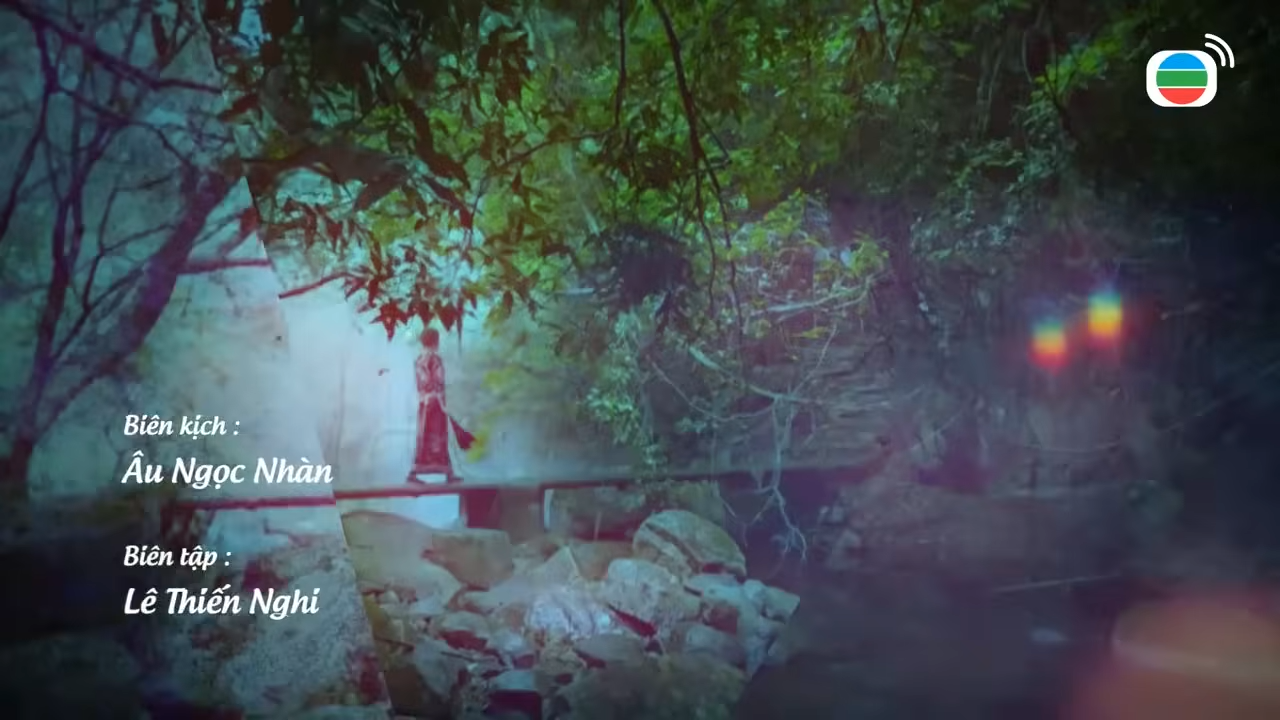 Biên kịch :
Âu Ngọc Nhàn
Biên tập :
Lê Thiến Nghi